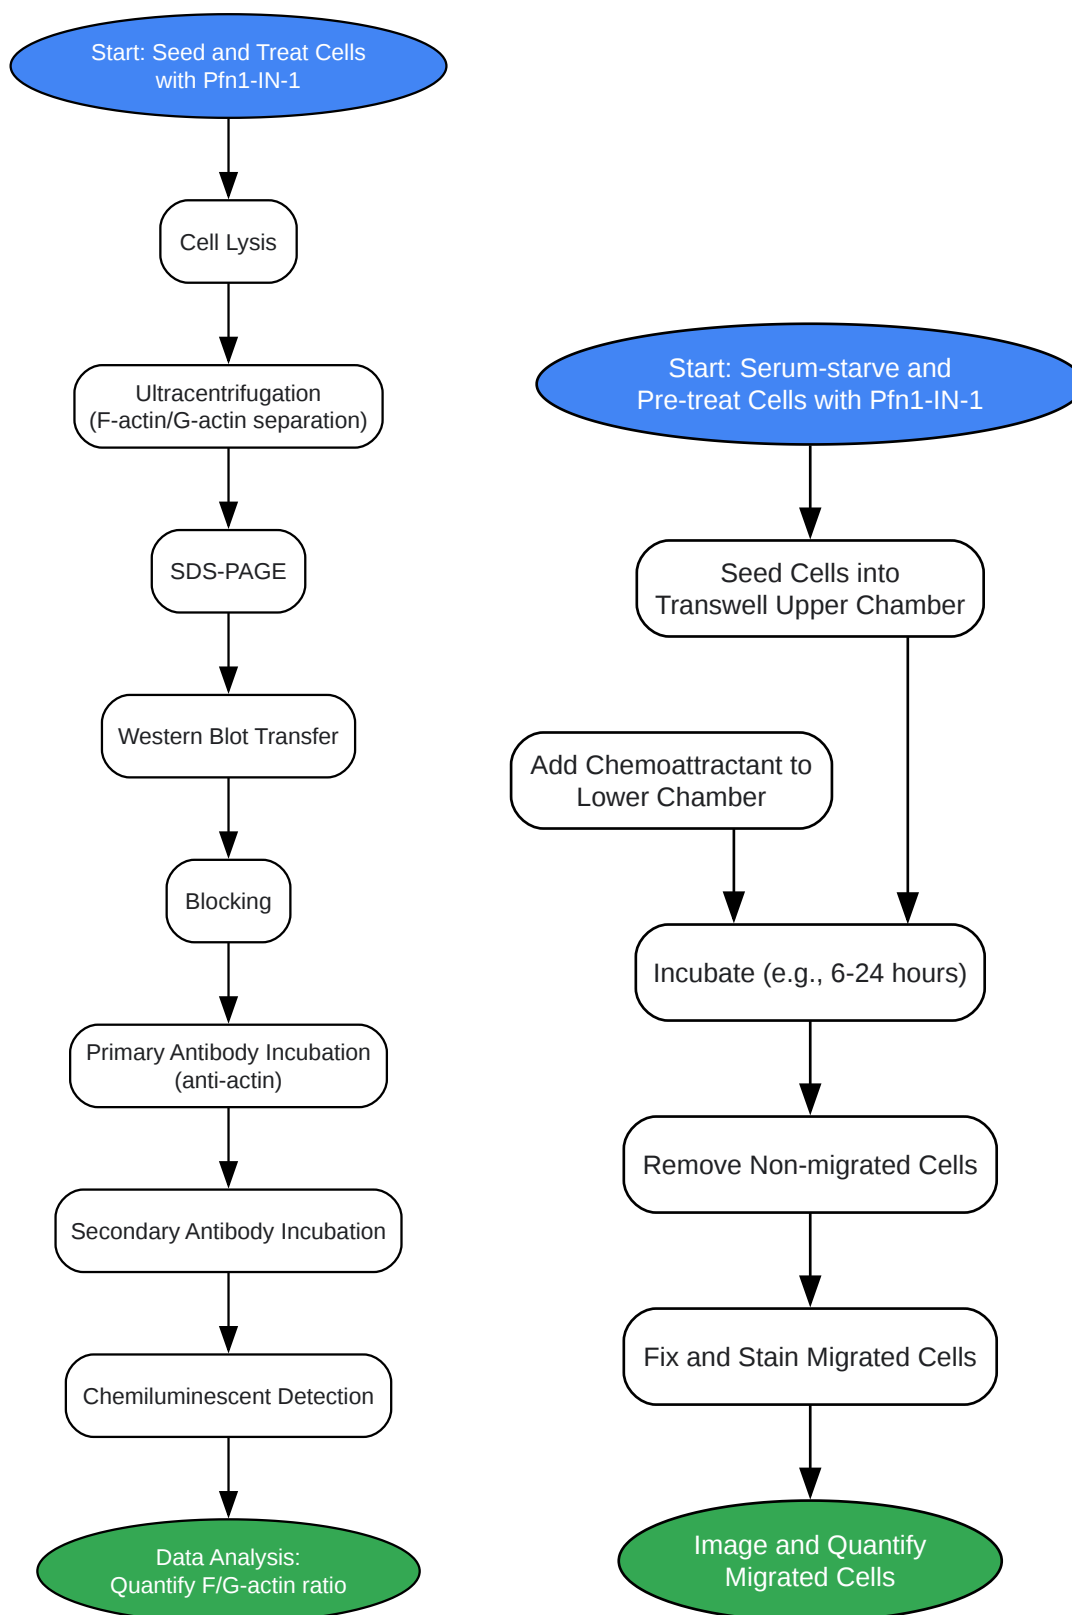 Start: Seed and Treat Cells
with Pfn1-IN-1
Cell Lysis
Ultracentrifugation
(F-actin/G-actin separation)
SDS-PAGE
Western Blot Transfer
Blocking
Primary Antibody Incubation
(anti-actin)
Secondary Antibody Incubation
Chemiluminescent Detection
Data Analysis:
Quantify F/G-actin ratio
Start: Serum-starve and
Pre-treat Cells with Pfn1-IN-1
Seed Cells into
Transwell Upper Chamber
Add Chemoattractant to
Lower Chamber
Incubate (e.g., 6-24 hours)
Remove Non-migrated Cells
Fix and Stain Migrated Cells
Image and Quantify
Migrated Cells